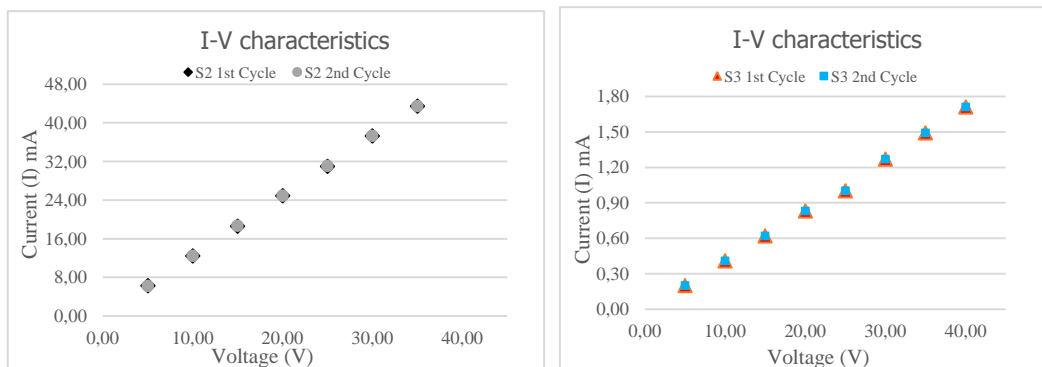 I-V characteristics
S2 1st Cycle S2 2nd Cycle
48,00
40,00
32,00
24,00
16,00
8,00
0,00
Current (I) mA
0,00 10,00 20,00 30,00 40,00
Voltage (V)
I-V characteristics
S3 1st Cycle S3 2nd Cycle
1,80
1,50
1,20
0,90
0,60
0,30
0,00
Current (I) mA
0,00 10,00 20,00 30,00 40,00
Voltage (V)